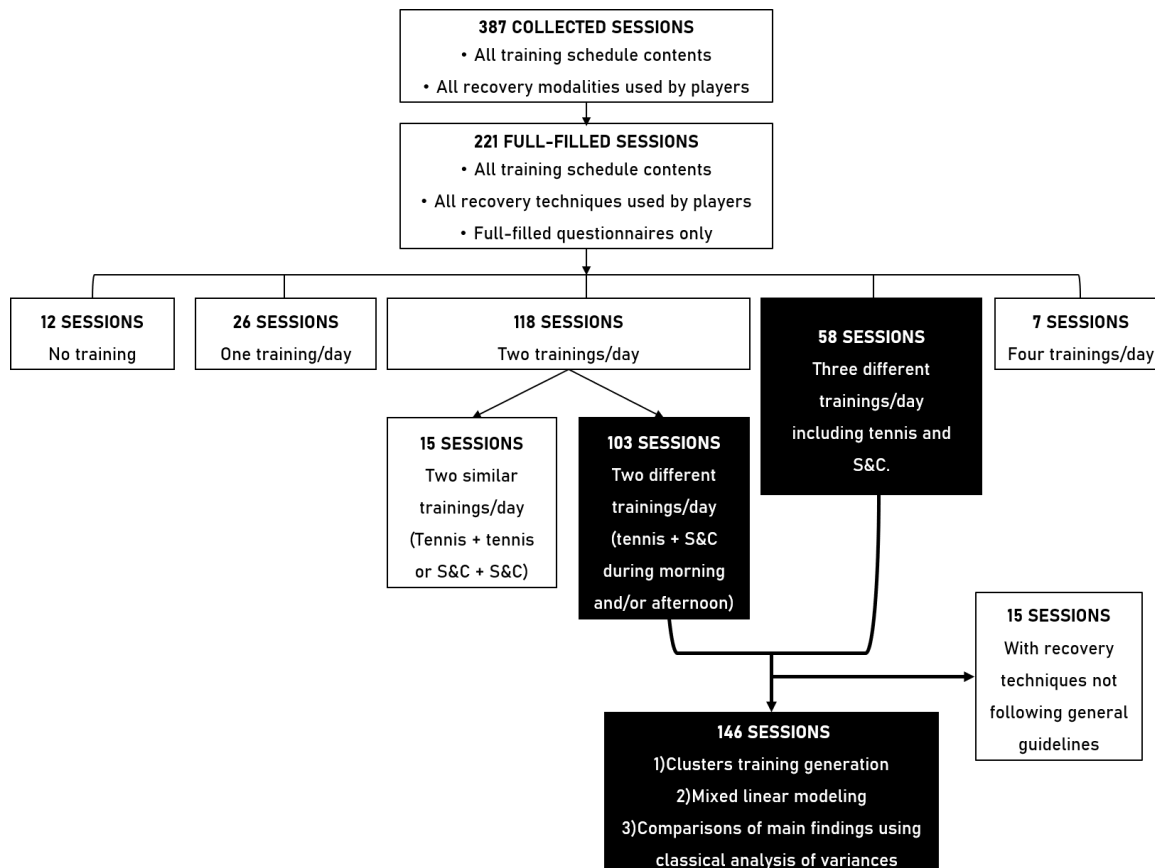 387 COLLECTED SESSIONS
• All training schedule contents
• All recovery modalities used by players
221 FULL-FILLED SESSIONS
• All training schedule contents
• All recovery techniques used by players
• Full-filled questionnaires only
12 SESSIONS
No training
26 SESSIONS
One training/day
118 SESSIONS
Two trainings/day
58 SESSIONS
Three different
trainings/day
including tennis and
S&C.
7 SESSIONS
Four trainings/day
15 SESSIONS
Two similar
trainings/day
(Tennis + tennis
or S&C + S&C)
103 SESSIONS
Two different
trainings/day
(tennis + S&C
during morning
and/or afternoon)
15 SESSIONS
With recovery
techniques not
following general
guidelines
146 SESSIONS
1)Clusters training generation
2)Mixed linear modeling
3)Comparisons of main findings using
classical analysis of variances